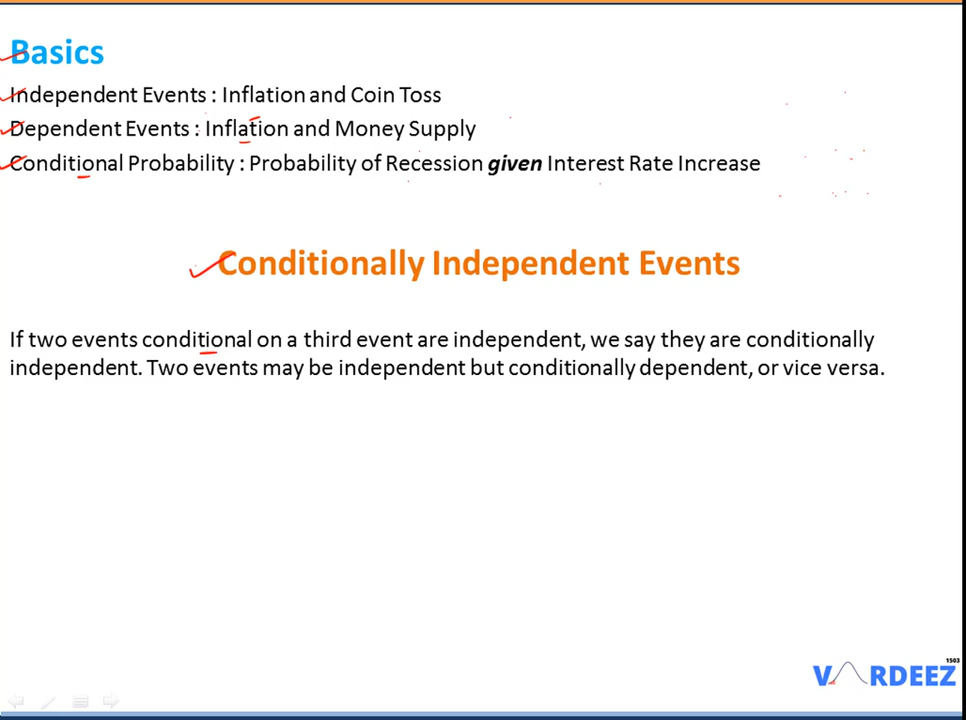 Basics
Independent Events : Inflation and Coin Toss
Dependent Events : Inflation and Money Supply
Conditional Probability : Probability of Recession given Interest Rate Increase
Conditionally Independent Events
If two events conditional on a third event are independent, we say they are conditionally
independent. Two events may be independent but conditionally dependent, or vice versa.
1503
V RDEEZ